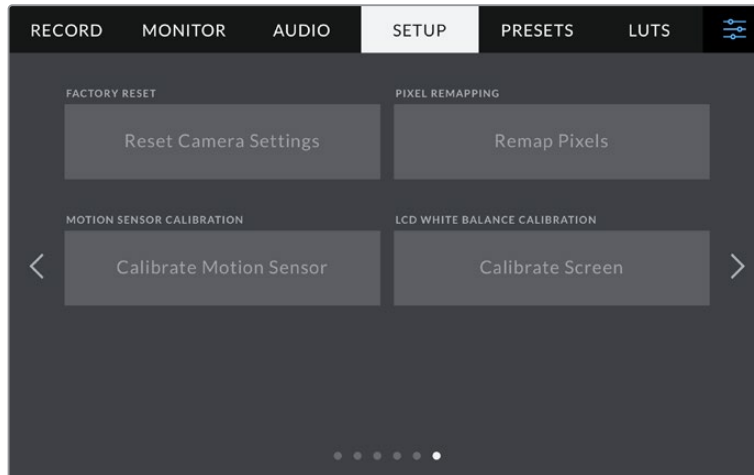 RECORD MONITOR AUDIO SETUP PRESETS LUTS
FACTORY RESET PIXEL REMAPPING
Reset Camera Settings Remap Pixels
MOTION SENSOR CALIBRATION LCD WHITE BALANCE CALIBRATION
Calibrate Motion Sensor Calibrate Screen